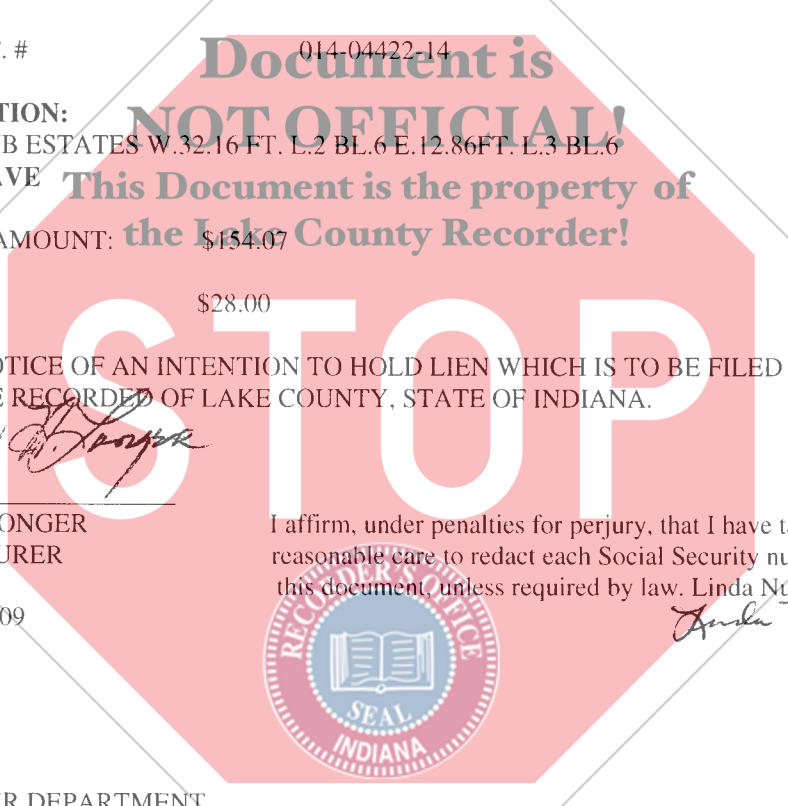 . # 014-04422-14
Document is
TION:
NOT OFFICIAL!
B ESTATES W.32.16 FT. L.2 BL.6 E.12.86FT. L.3 BL.6
AVE
This Document is the property of
AMOUNT: $154.07
the Lake County Recorder!
$28.00
STOP
OTICE OF AN INTENTION TO HOLD LIEN WHICH IS TO BE FILED
E RECORDED OF LAKE COUNTY, STATE OF INDIANA.
ONGER
URER
09
I affirm, under penalties for perjury, that I have ta
reasonable care to redact each Social Security nu
this document, unless required by law. Linda Nu
Linda
RECORDER'S OFFICE
SEAL
INDIANA
R DEPARTMENT